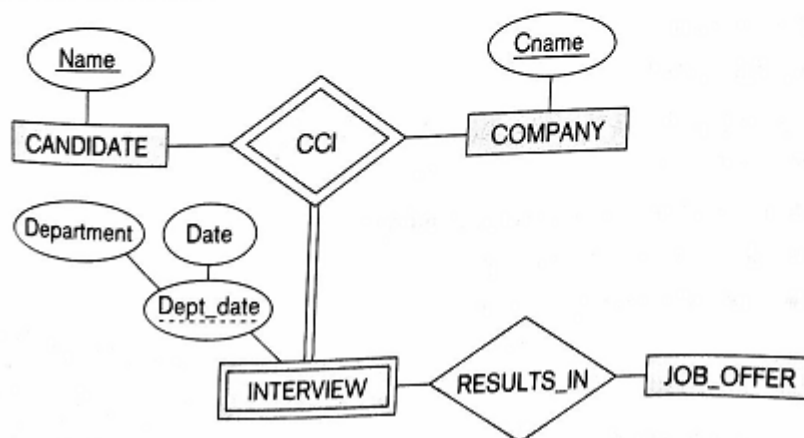 Name
Cname
CANDIDATE
CCI
COMPANY
Department
Date
Dept_date
INTERVIEW
RESULTS_IN
JOB_OFFER